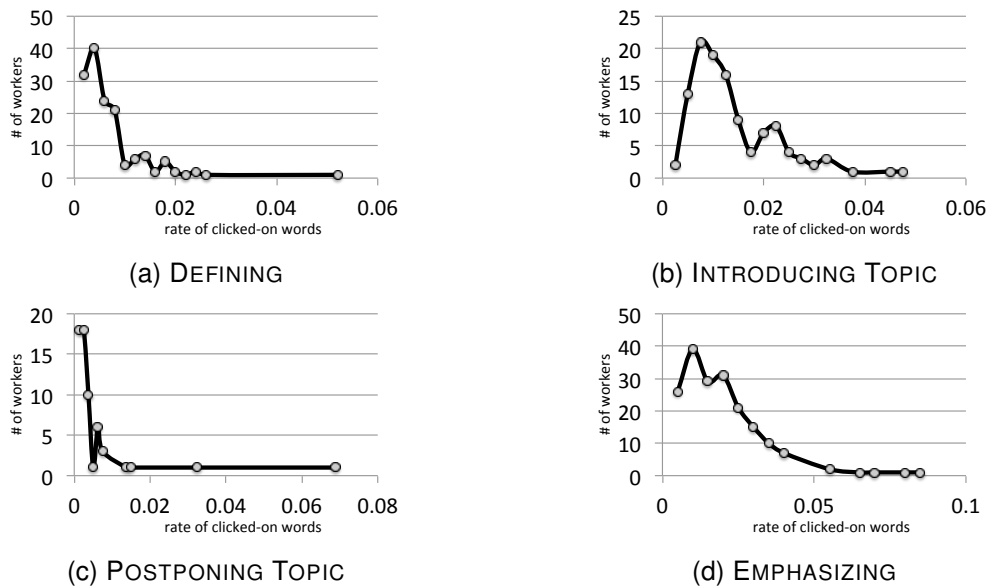 50
40
30
20
10
0
# of workers
0 0.02 0.04 0.06
rate of clicked-on words
(a) DEFINING
25
20
15
10
5
0
# of workers
0 0.02 0.04 0.06
rate of clicked-on words
(b) INTRODUCING TOPIC
20
15
10
5
0
# of workers
0 0.02 0.04 0.06 0.08
rate of clicked-on words
(c) POSTPONING TOPIC
50
40
30
20
10
0
# of workers
0 0.05 0.1
rate of clicked-on words
(d) EMPHASIZING